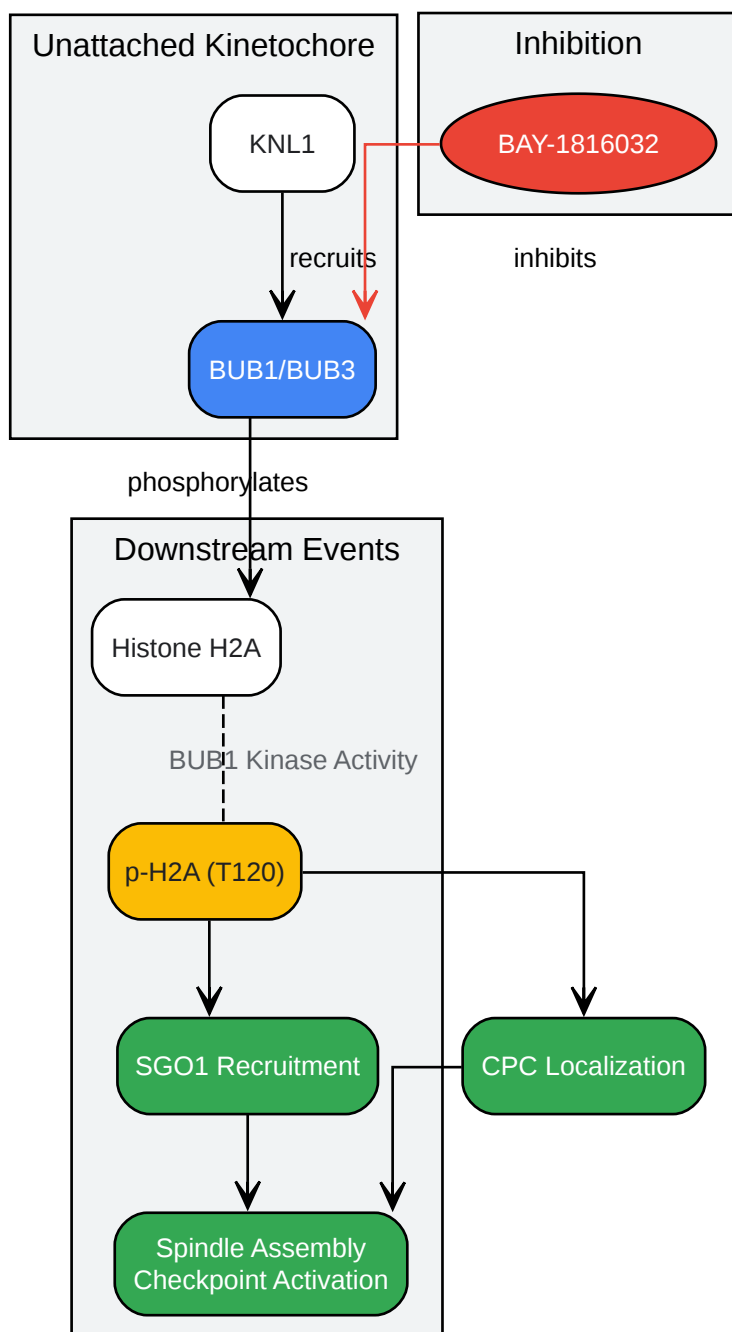 Unattached Kinetochore
Inhibition
KNL1
BAY-1816032
recruits
inhibits
BUB1/BUB3
phosphorylates
Downstream Events
Histone H2A
BUB1 Kinase Activity
p-H2A (T120)
SGO1 Recruitment
CPC Localization
Spindle Assembly
Checkpoint Activation